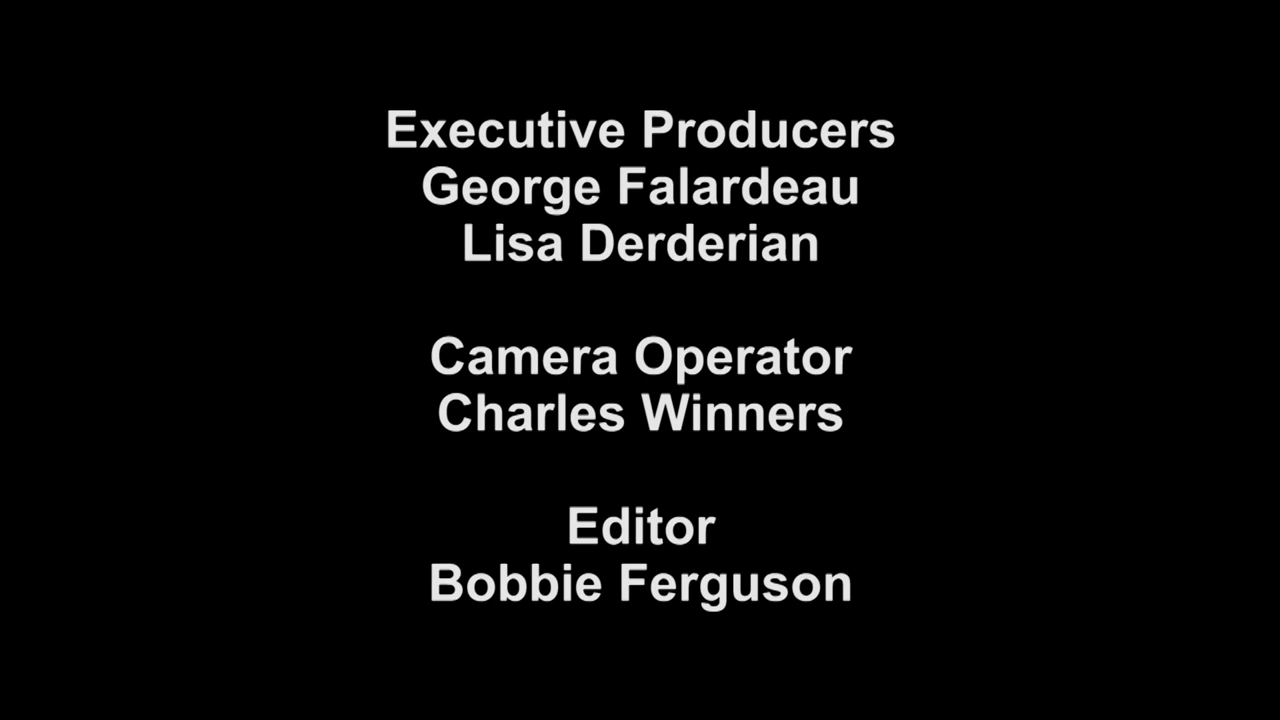 Executive Producers
George Falardeau
Lisa Derderian
Camera Operator
Charles Winners
Editor
Bobbie Ferguson